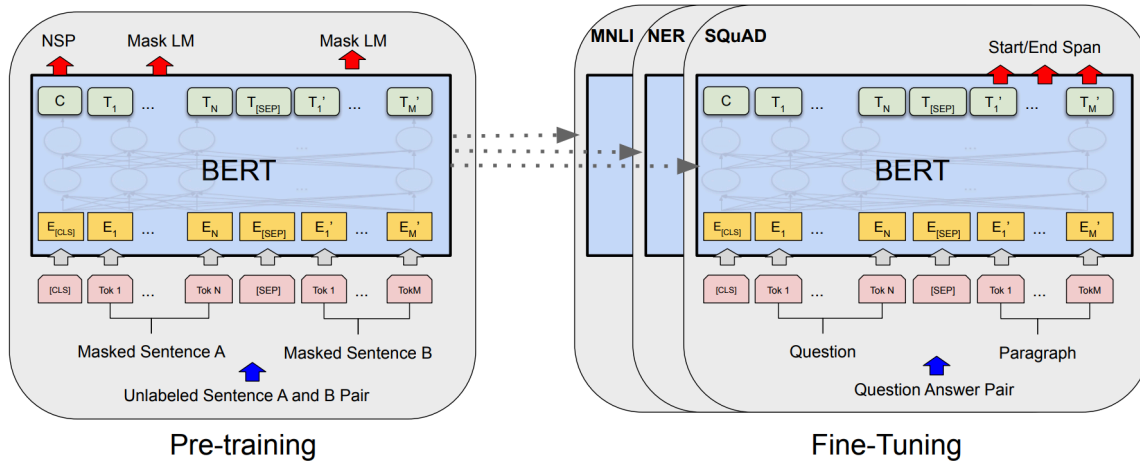 NSP Mask LM Mask LM
C T1 ... TN T[SEP] T1' ... TM'
BERT
E[CLS] E1 ... EN E[SEP] E1' ... EM'
[CLS] Tok 1 ... Tok N [SEP] Tok 1 ... TokM
Masked Sentence A Masked Sentence B
Unlabeled Sentence A and B Pair
Pre-training
MNLI NER SQuAD
Start/End Span
C T1 ... TN T[SEP] T1' ... TM'
BERT
E[CLS] E1 ... EN E[SEP] E1' ... EM'
[CLS] Tok 1 ... Tok N [SEP] Tok 1 ... TokM
Question Paragraph
Question Answer Pair
Fine-Tuning